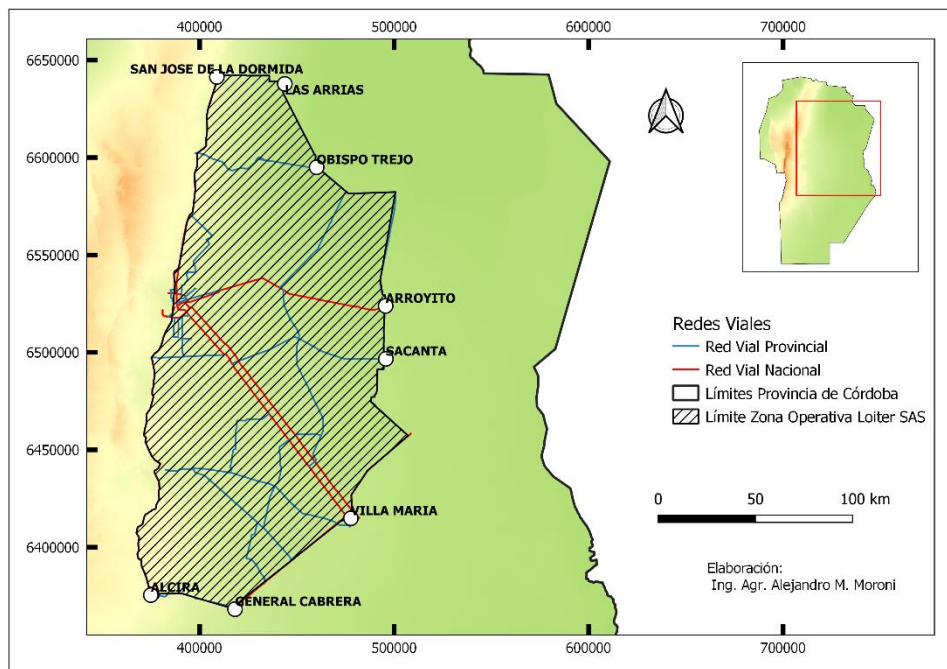 400000
500000
600000
700000
6650000
6600000
6550000
6500000
6450000
6400000
SAN JOSE DE LA DORMIDA
LAS ARRIAS
OBISPO TREJO
ARROYITO
SACANTA
VILLA MARIA
ALCIRA
GENERAL CABRERA
Redes Viales
Red Vial Provincial
Red Vial Nacional
Límites Provincia de Córdoba
Límite Zona Operativa Loiter SAS
0 50 100 km
Elaboración:
Ing. Agr. Alejandro M. Moroni
400000
500000
600000
700000